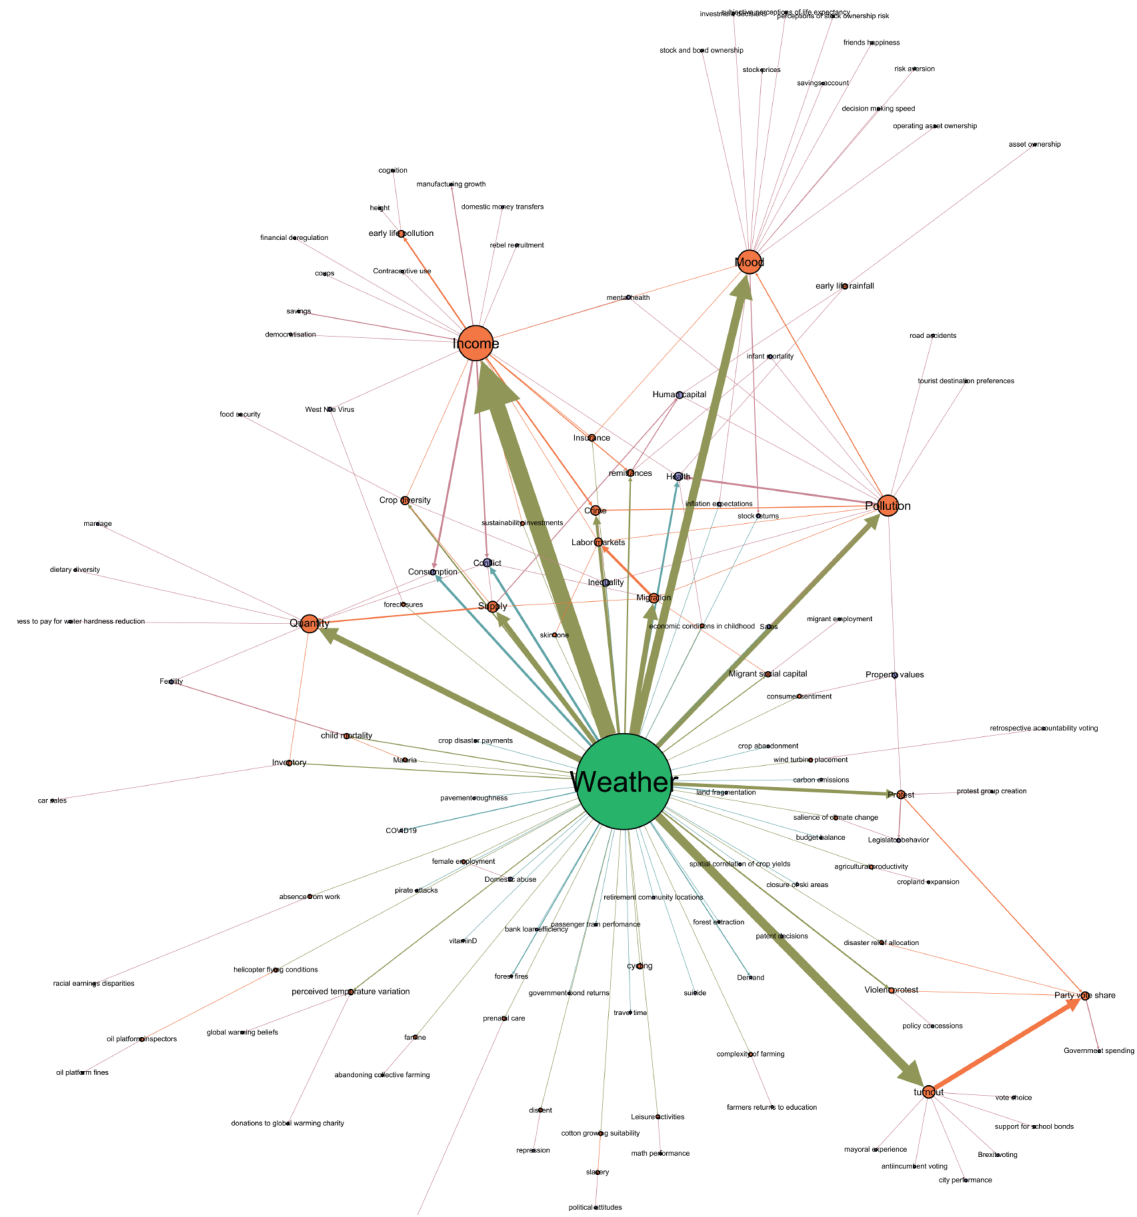 subjective perceptions of life expectancy
investment decisions
perceptions of stock ownership risk
friends happiness
stock and bond ownership
stock prices
risk aversion
savings account
decision making speed
operating asset ownership
asset ownership
cognition
manufacturing growth
height
domestic money transfers
early life pollution
financial deregulation
rebel recruitment
Mood
Contraceptive use
coups
early life rainfall
mental health
savings
democratisation
road accidents
Income
infant mortality
tourist destination preferences
Human capital
West Nile Virus
food security
Insurance
remittances
Health
Crop diversity
inflation expectations
Pollution
Crime
stock returns
sustainability investments
marriage
Labor markets
Conflict
dietary diversity
Consumption
Inequality
Migration
foreclosures
Supply
ness to pay for water hardness reduction
Quantity
economic conditions in childhood
migrant employment
skin tone
Migrant social capital
Property values
Fertility
consumer sentiment
retrospective accountability voting
child mortality
crop disaster payments
crop abandonment
Malaria
Inventory
wind turbine placement
Weather
carbon emissions
land fragmentation
Protest
protest group creation
pavement roughness
car sales
salience of climate change
COVID19
budget balance
Legislator behavior
female employment
spatial correlation of crop yields
agricultural productivity
Domestic abuse
cropland expansion
closure of ski areas
pirate attacks
absence from work
retirement community locations
passenger train perfomance
forest extraction
bank loan efficiency
patent decisions
vitaminD
disaster relief allocation
cycling
helicopter flying conditions
forest fires
Demand
racial earnings disparities
perceived temperature variation
government bond returns
suicide
Violent protest
Party vote share
travel time
prenatal care
policy concessions
global warming beliefs
oil platform inspectors
famine
Government spending
complexity of farming
oil platform fines
abandoning collective farming
turnout
vote choice
farmers returns to education
dissent
Leisure activities
donations to global warming charity
support for school bonds
cotton growing suitability
repression
math performance
mayoral experience
Brexit voting
antiincumbent voting
slavery
city performance
political attitudes